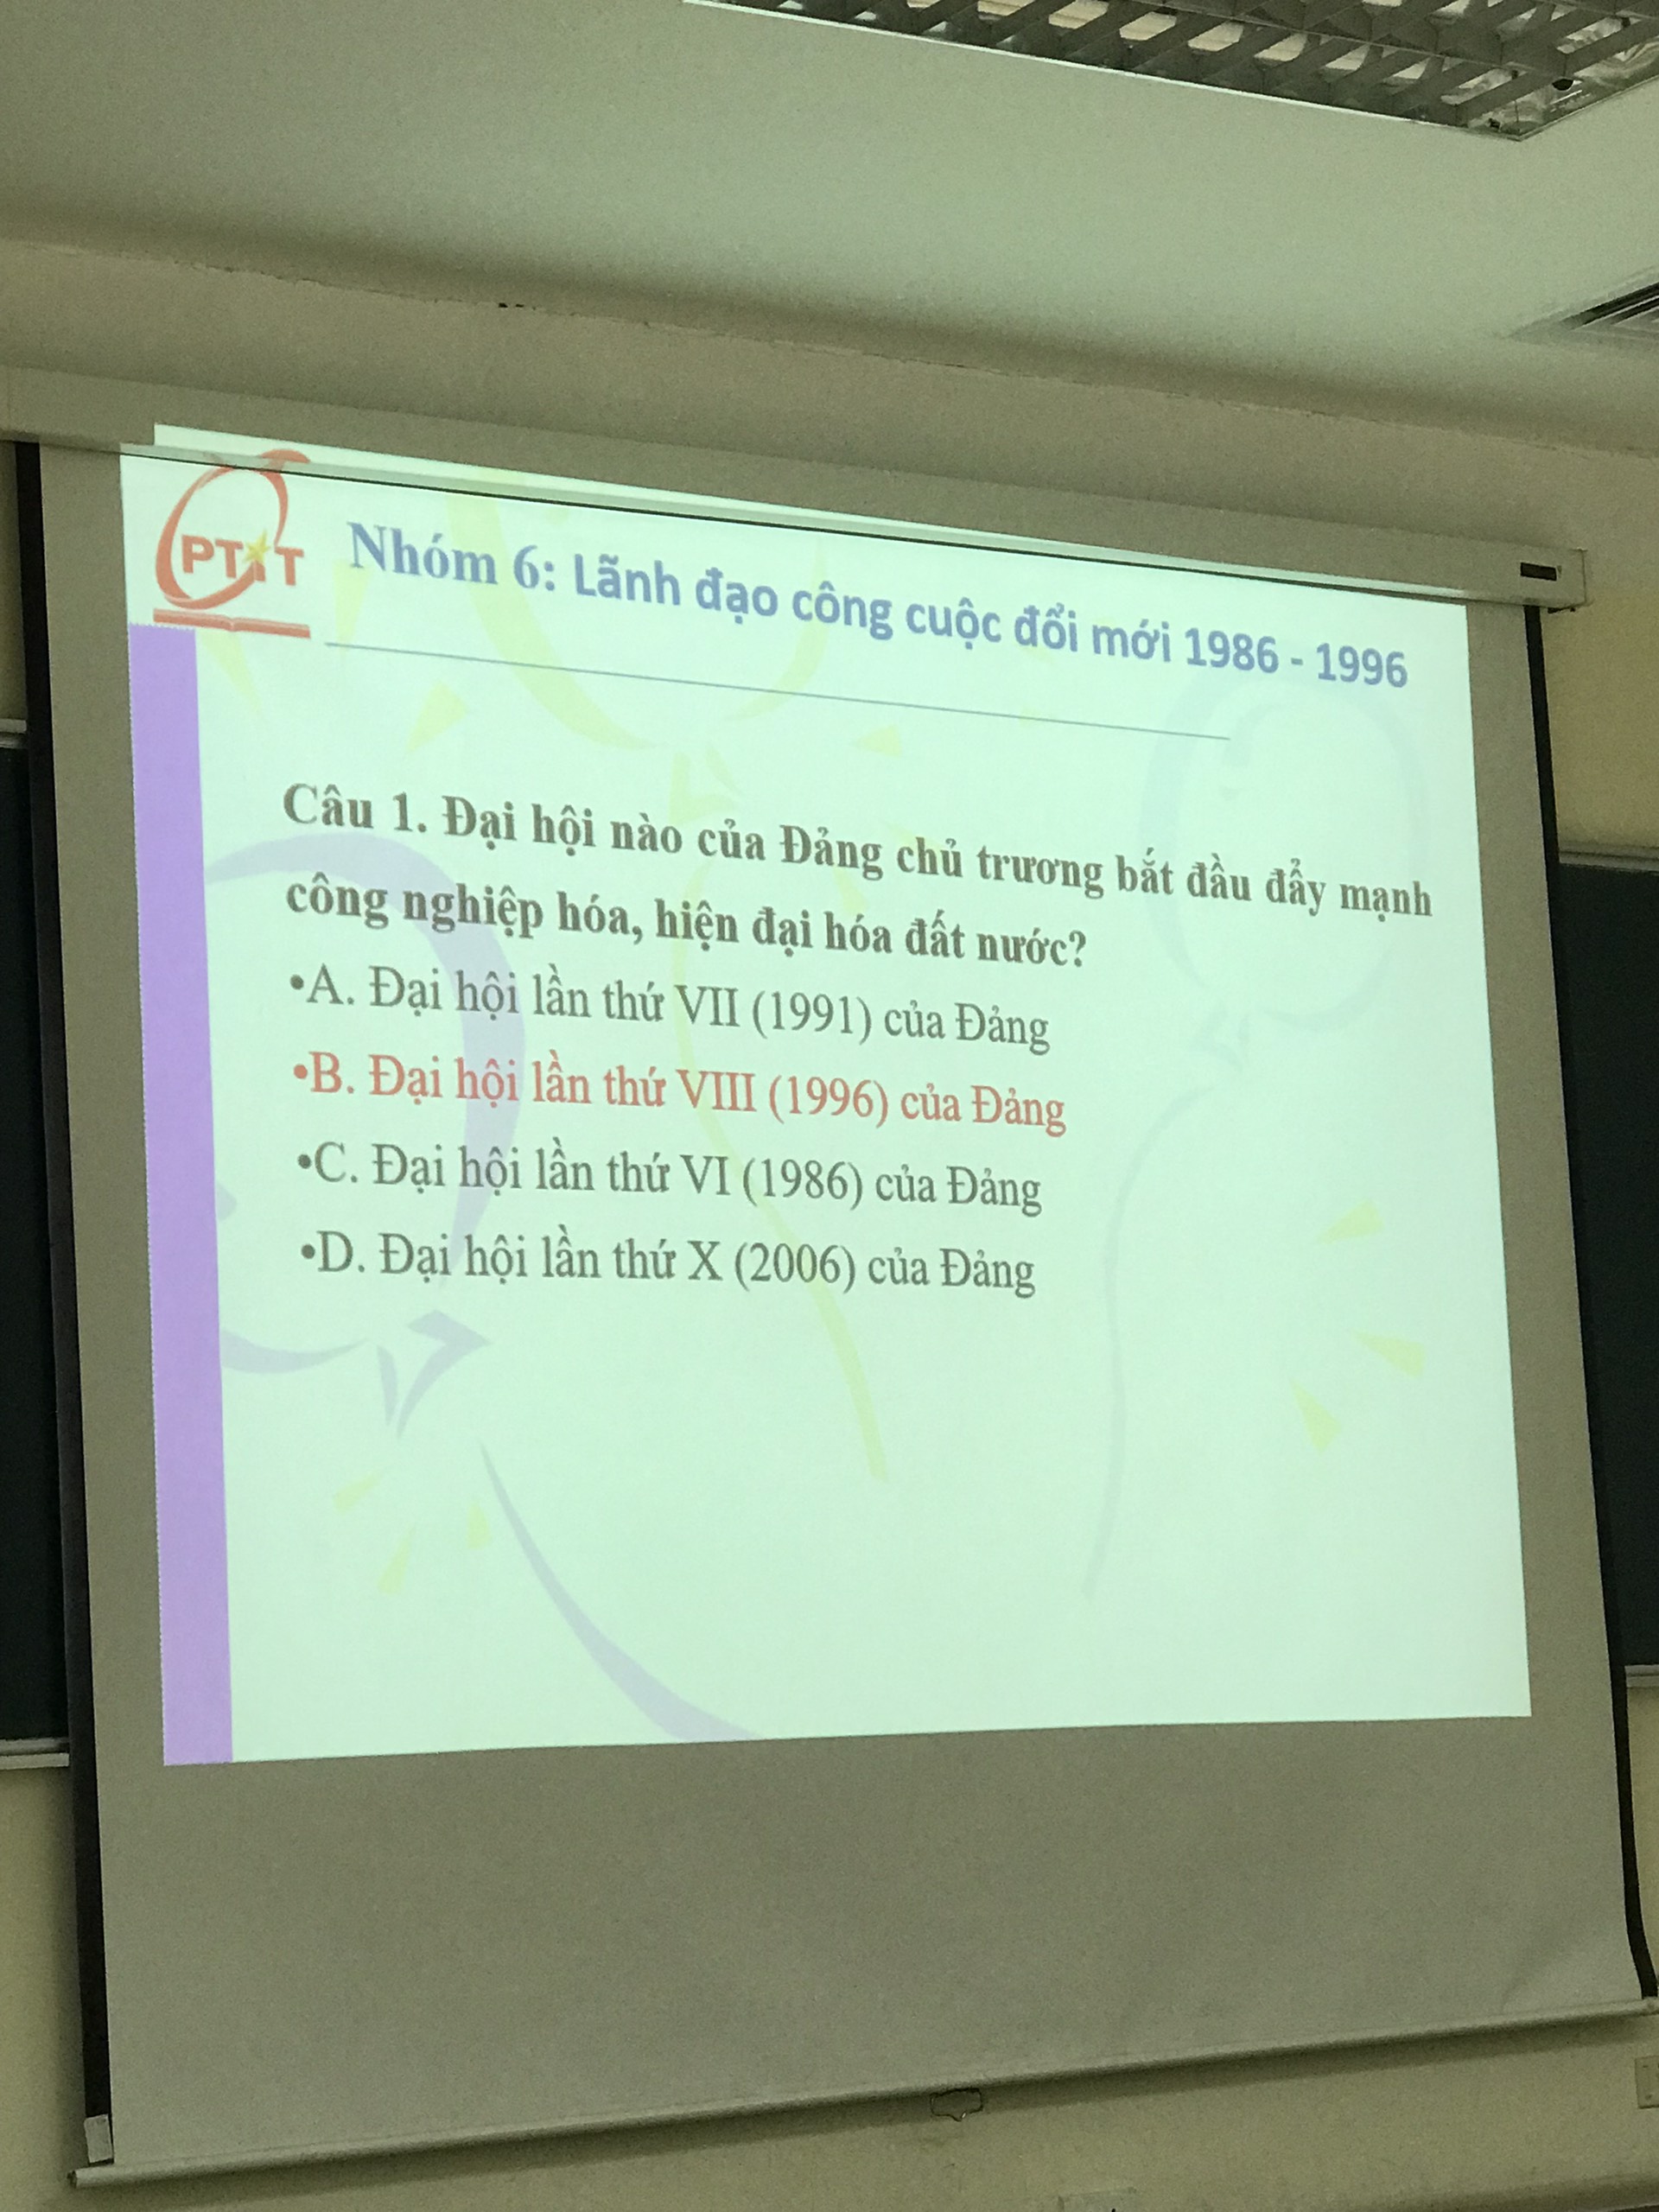 PTIT
Nhóm 6: Lãnh đạo công cuộc đổi mới 1986 - 1996
Câu 1. Đại hội nào của Đảng chủ trương bắt đầu đẩy mạnh
công nghiệp hóa, hiện đại hóa đất nước?
•A. Đại hội lần thứ VII (1991) của Đảng
•B. Đại hội lần thứ VIII (1996) của Đảng
•C. Đại hội lần thứ VI (1986) của Đảng
•D. Đại hội lần thứ X (2006) của Đảng